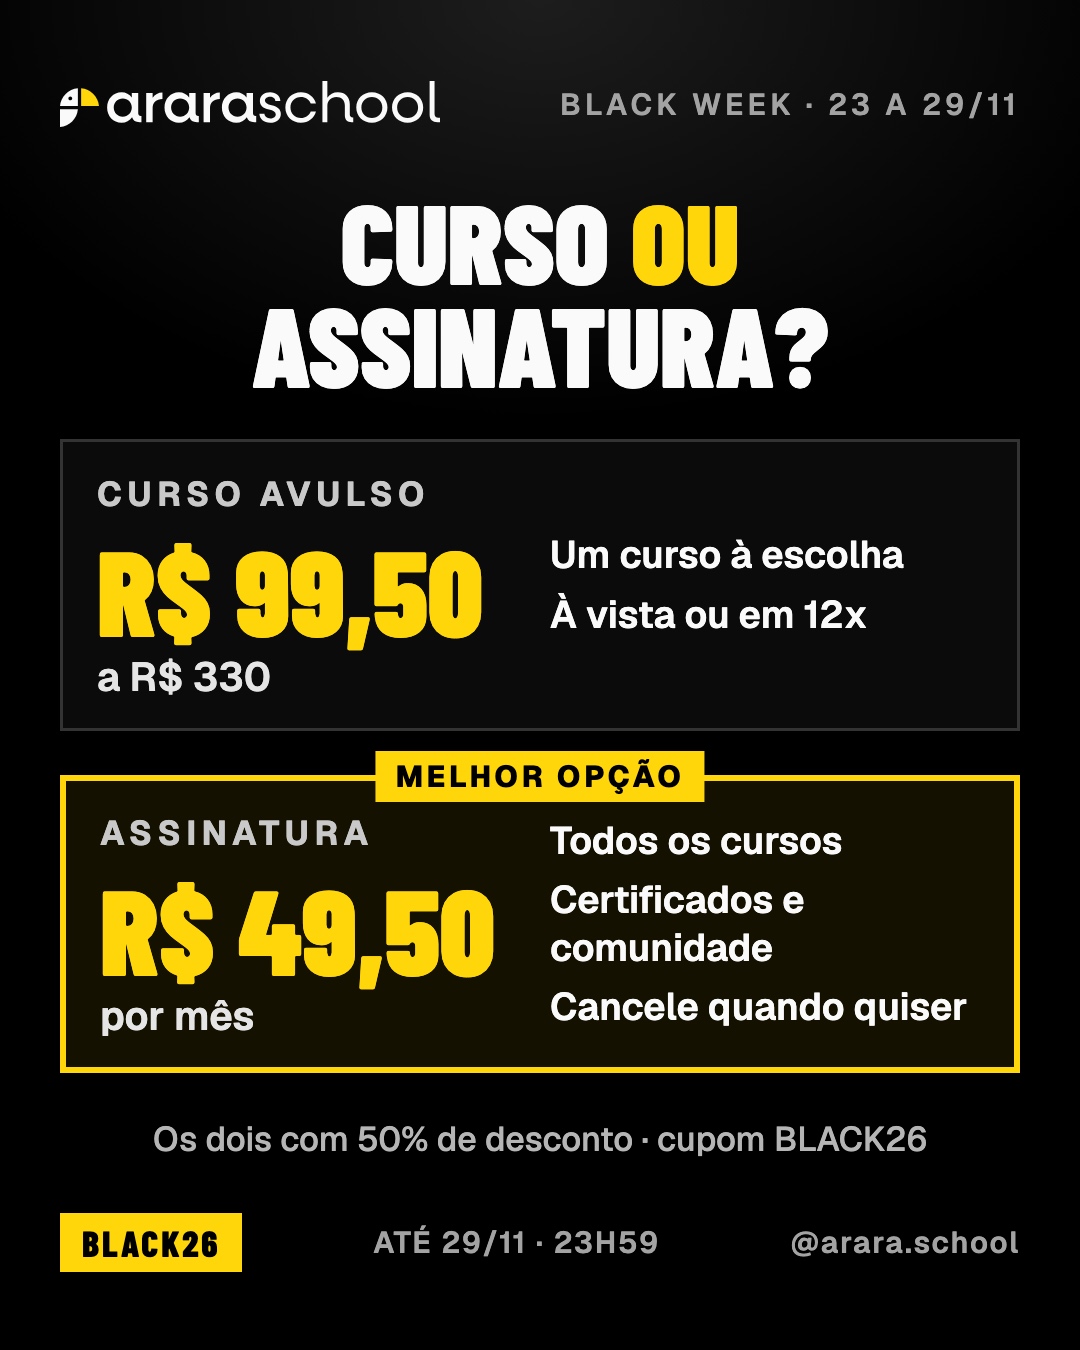 araraschool
BLACK WEEK · 23 A 29/11
CURSO OU
ASSINATURA?
CURSO AVULSO
R$ 99,50
a R$ 330
Um curso à escolha
À vista ou em 12x
MELHOR OPÇÃO
ASSINATURA
R$ 49,50
por mês
Todos os cursos
Certificados e
comunidade
Cancele quando quiser
Os dois com 50% de desconto · cupom BLACK26
BLACK26
ATÉ 29/11 · 23H59
@arara.school